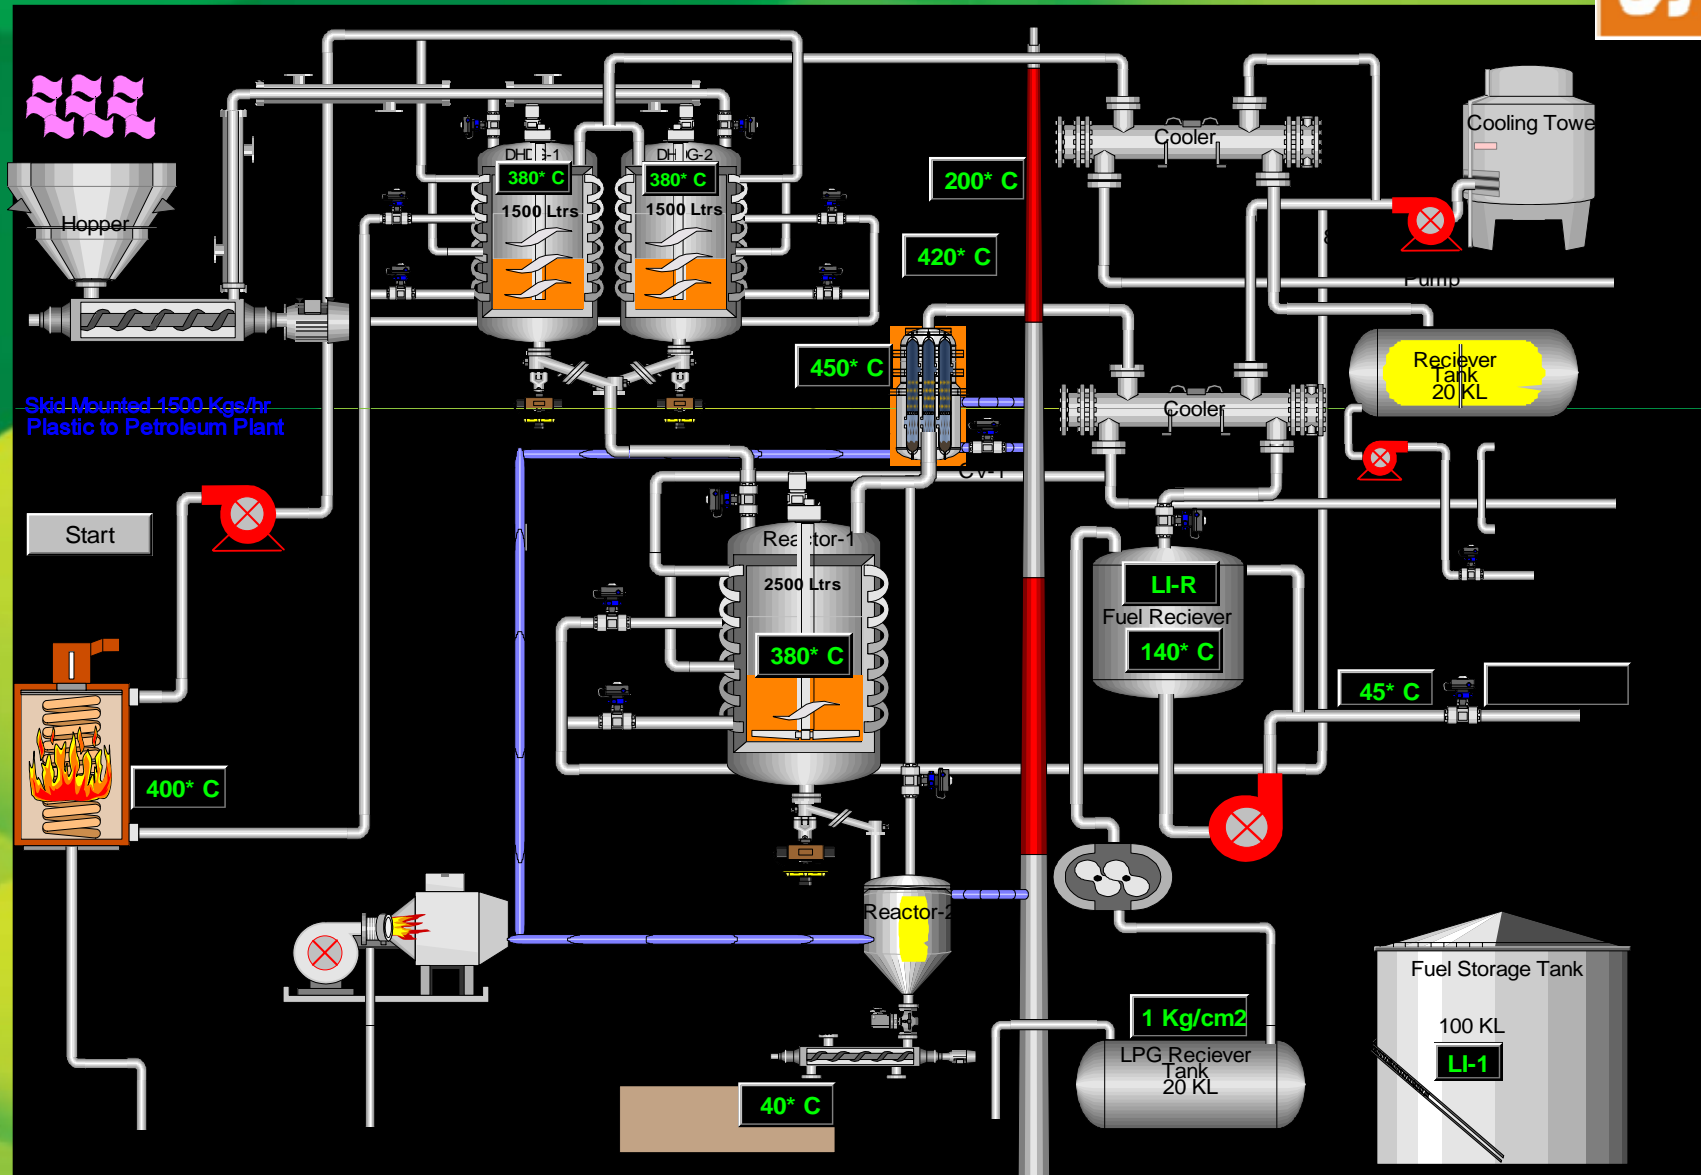 Cooler
Cooling Towe
380* C
380* C
1500 Ltrs
1500 Ltrs
200* C
Hopper
420* C
Pump
450* C
Reciever
Tank
20 KL
Skid Mounted 1500 Kgs/hr
Plastic to Petroleum Plant
Cooler
CV-1
Start
Reactor-1
2500 Ltrs
LI-R
Fuel Reciever
380* C
140* C
45* C
400* C
Reactor-2
Fuel Storage Tank
1 Kg/cm2
100 KL
LPG Reciever
Tank
20 KL
LI-1
40* C